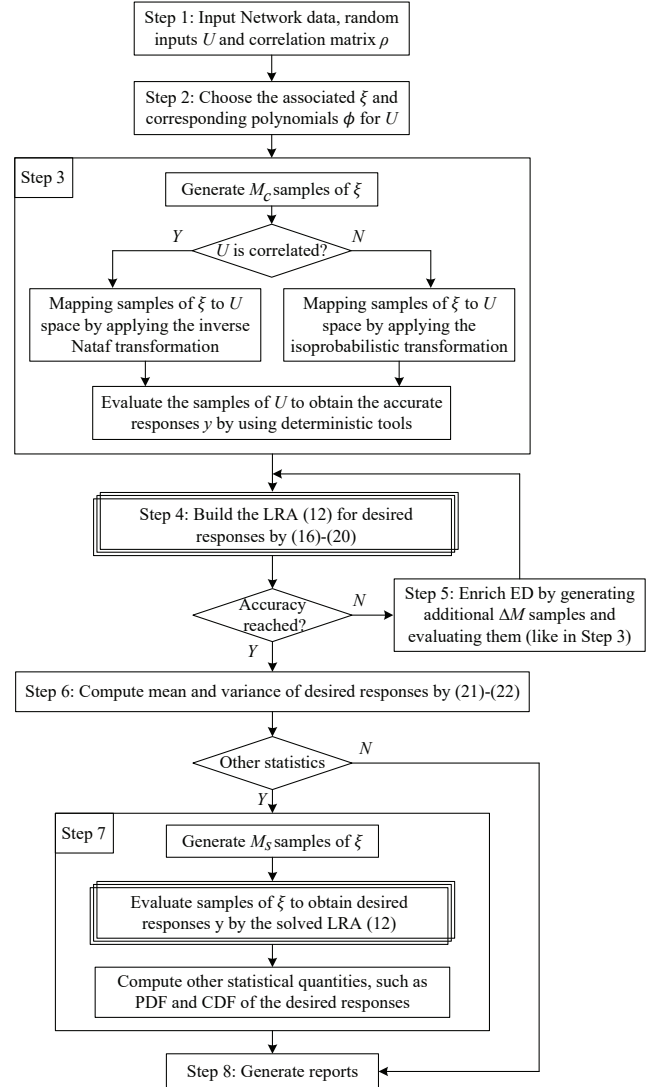 Step 1: Input Network data, random
inputs U and correlation matrix ρ
Step 2: Choose the associated ξ and
corresponding polynomials ϕ for U
Step 3
Generate M_c samples of ξ
Y
U is correlated?
N
Mapping samples of ξ to U
space by applying the inverse
Nataf transformation
Mapping samples of ξ to U
space by applying the
isoprobabilistic transformation
Evaluate the samples of U to obtain the accurate
responses y by using deterministic tools
Step 4: Build the LRA (12) for desired
responses by (16)-(20)
Accuracy
reached?
N
Y
Step 5: Enrich ED by generating
additional ΔM samples and
evaluating them (like in Step 3)
Step 6: Compute mean and variance of desired responses by (21)-(22)
Other statistics
N
Y
Step 7
Generate M_s samples of ξ
Evaluate samples of ξ to obtain desired
responses y by the solved LRA (12)
Compute other statistical quantities, such as
PDF and CDF of the desired responses
Step 8: Generate reports